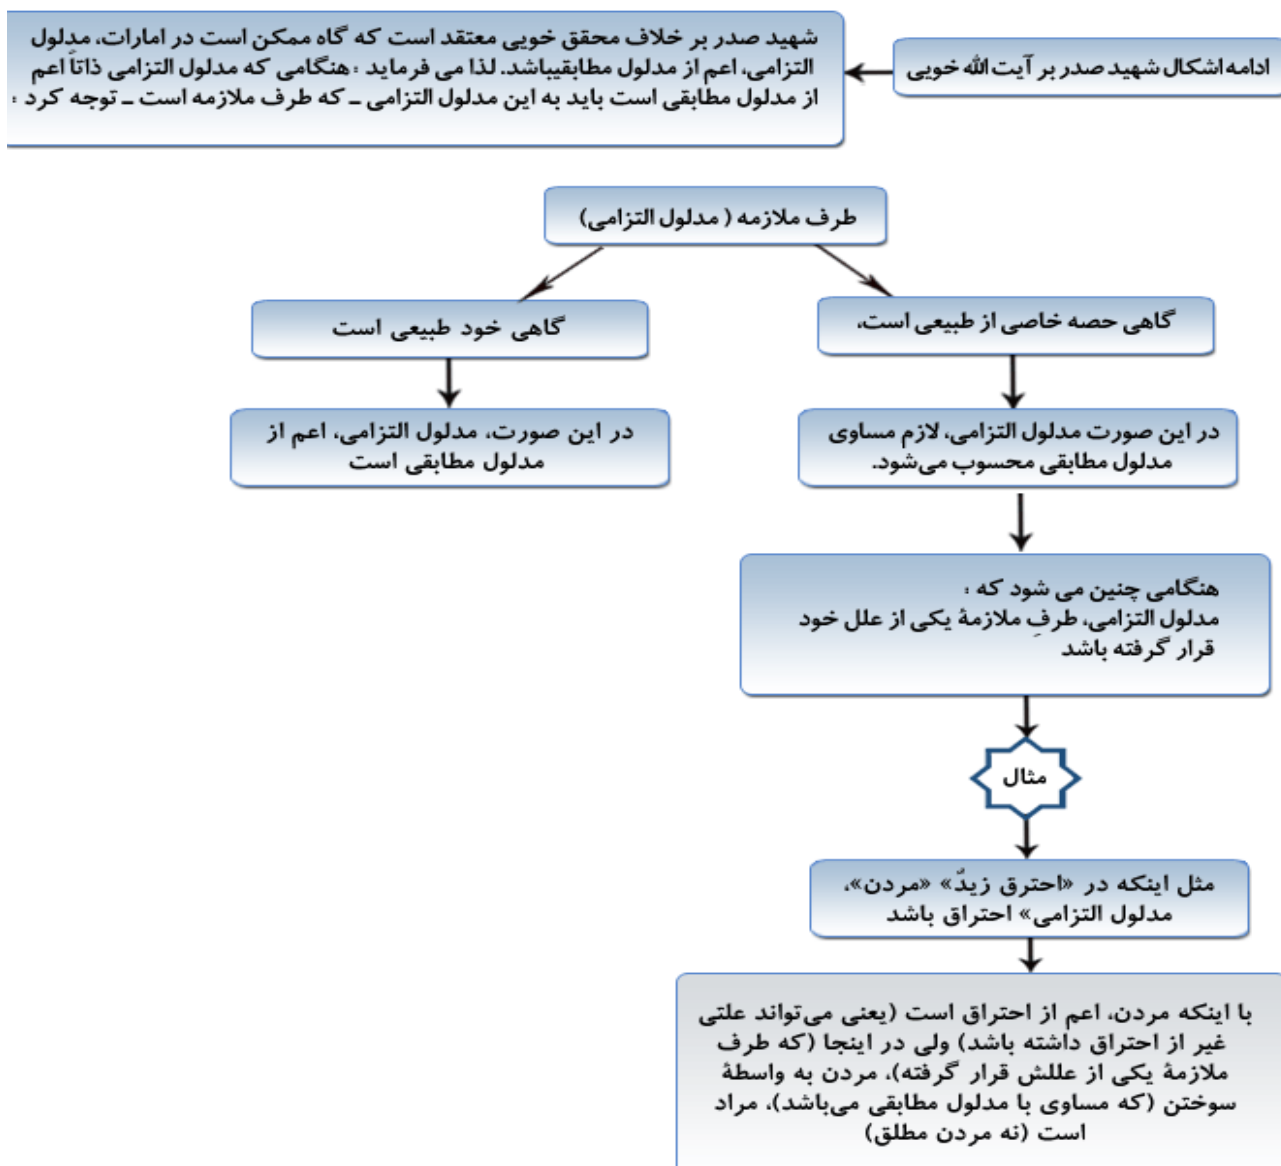 ادامه اشکال شهید صدر بر آیت الله خویی
شهید صدر بر خلاف محقق خویی معتقد است که گاه ممکن است در امارات، مدلول
التزامی، اعم از مدلول مطابقیباشد. لذا می فرماید : هنگامی که مدلول التزامی ذاتاً اعم
از مدلول مطابقی است باید به این مدلول التزامی ـ که طرف ملازمه است ـ توجه کرد :
طرف ملازمه ( مدلول التزامی)
گاهی حصه خاصی از طبیعی است،
گاهی خود طبیعی است
در این صورت مدلول التزامی، لازم مساوی
مدلول مطابقی محسوب می‌شود.
در این صورت، مدلول التزامی، اعم از
مدلول مطابقی است
هنگامی چنین می شود که :
مدلول التزامی، طرفِ ملازمهٔ یکی از علل خود
قرار گرفته باشد
مثال
مثل اینکه در «احترق زیدٌ» «مردن»،
مدلول التزامی» احتراق باشد
با اینکه مردن، اعم از احتراق است (یعنی می‌تواند علتی
غیر از احتراق داشته باشد) ولی در اینجا (که طرف
ملازمهٔ یکی از عللش قرار گرفته)، مردن به واسطهٔ
سوختن (که مساوی با مدلول مطابقی می‌باشد)، مراد
است (نه مردن مطلق)